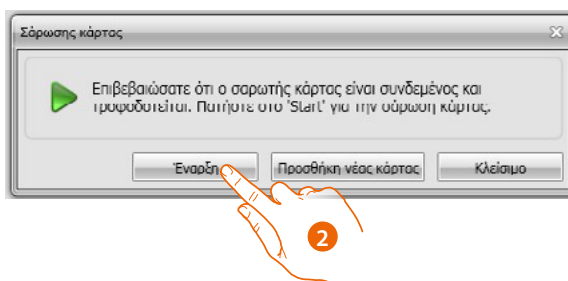 Σάρωσης κάρτας
Επιβεβαιώσατε ότι ο σαρωτής κάρτας είναι συνδεμένος και
τροφοδοτείται. Πατήστε στο 'Start' για την σάρωση κάρτας.
Έναρξη
Προσθήκη νέας κάρτας
Κλείσιμο
2